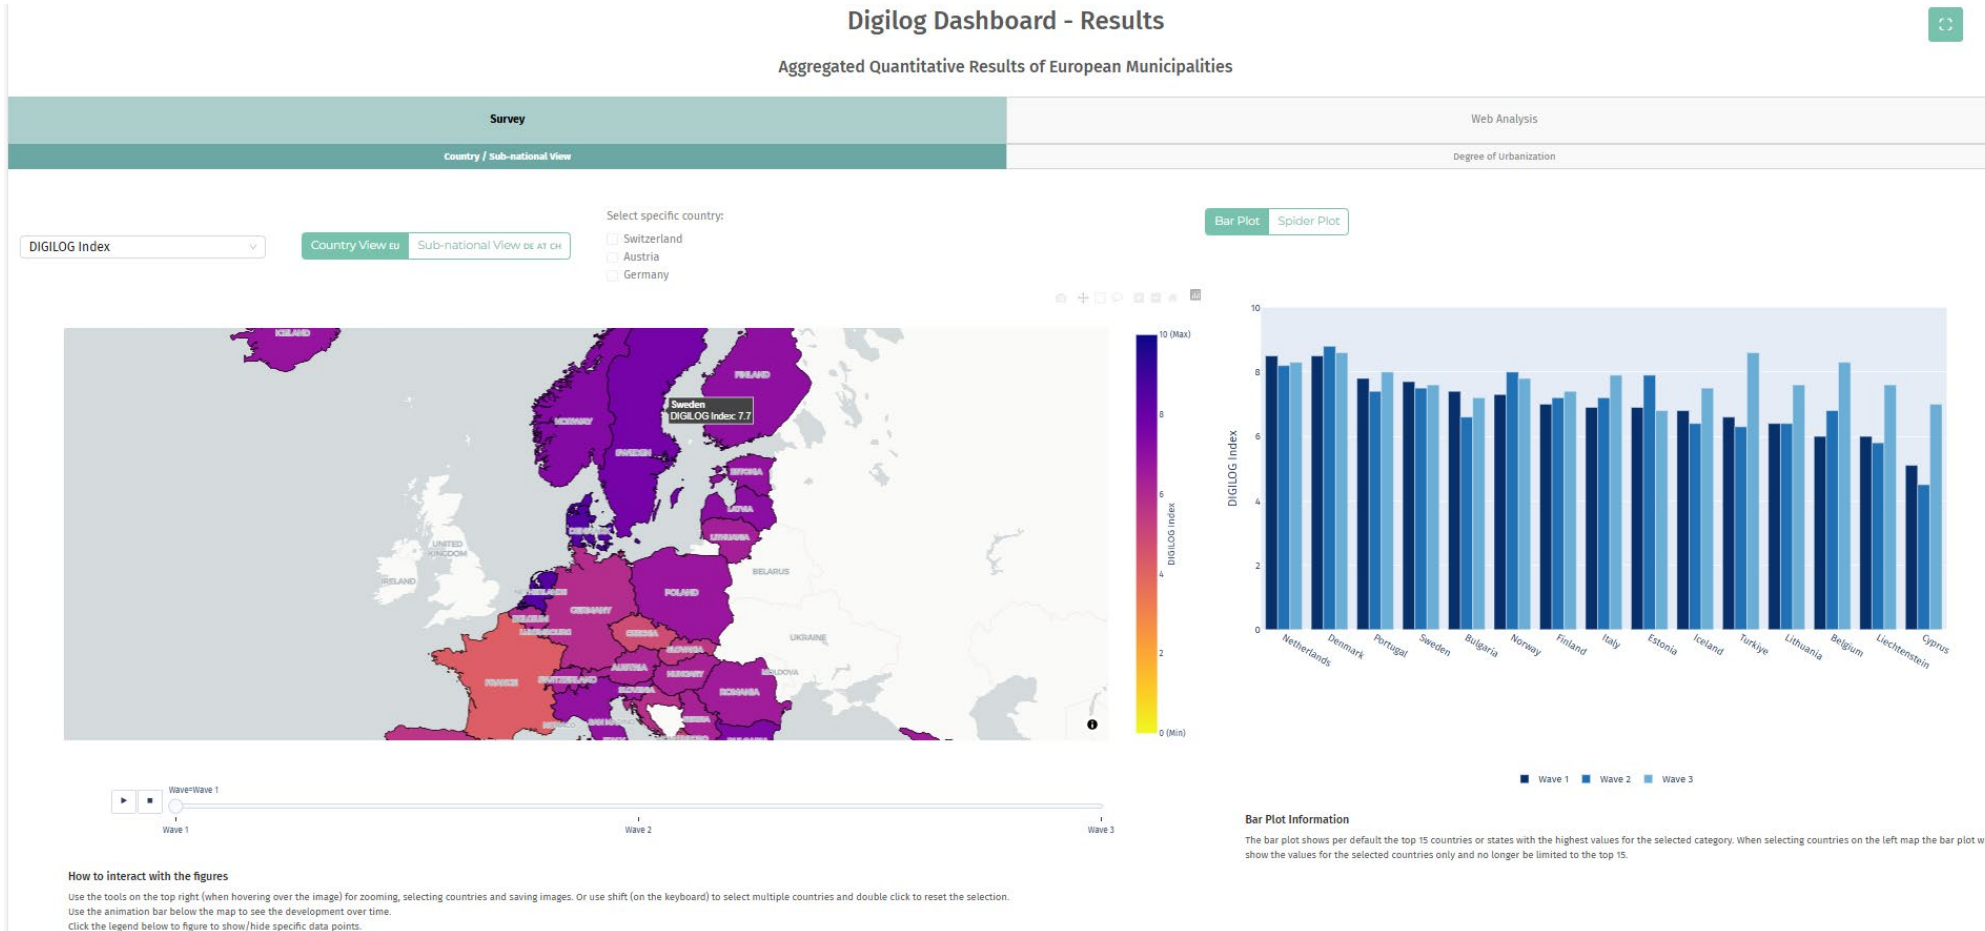 Digilog Dashboard - Results
Aggregated Quantitative Results of European Municipalities
Survey
Web Analysis
Country / Sub-national View
Degree of Urbanization
DIGILOG Index
Country View EU
Sub-national View DE AT CH
Select specific country:
Switzerland
Austria
Germany
Bar Plot
Spider Plot
ICELAND
FINLAND
Sweden
DIGILOG Index: 7.7
NORWAY
SWEDEN
ESTONIA
LATVIA
LITHUANIA
UNITED
KINGDOM
IRELAND
BELARUS
NETHERLANDS
POLAND
GERMANY
BELGIUM
LUXEMBOURG
CZECHIA
UKRAINE
SLOVAKIA
AUSTRIA
HUNGARY
MOLDOVA
FRANCE
SWITZERLAND
SLOVENIA
ROMANIA
MONACO
SAN MARINO
SERBIA
10 (Max)
8
6
4
2
0 (Min)
DIGILOG Index
10
8
6
4
2
0
DIGILOG Index
Netherlands
Denmark
Portugal
Sweden
Bulgaria
Norway
Finland
Italy
Estonia
Iceland
Turkiye
Lithuania
Belgium
Liechtenstein
Cyprus
Wave 1
Wave 2
Wave 3
Wave=Wave 1
Wave 1
Wave 2
Wave 3
Bar Plot Information
The bar plot shows per default the top 15 countries or states with the highest values for the selected category. When selecting countries on the left map the bar plot w
show the values for the selected countries only and no longer be limited to the top 15.
How to interact with the figures
Use the tools on the top right (when hovering over the image) for zooming, selecting countries and saving images. Or use shift (on the keyboard) to select multiple countries and double click to reset the selection.
Use the animation bar below the map to see the development over time.
Click the legend below to figure to show/hide specific data points.